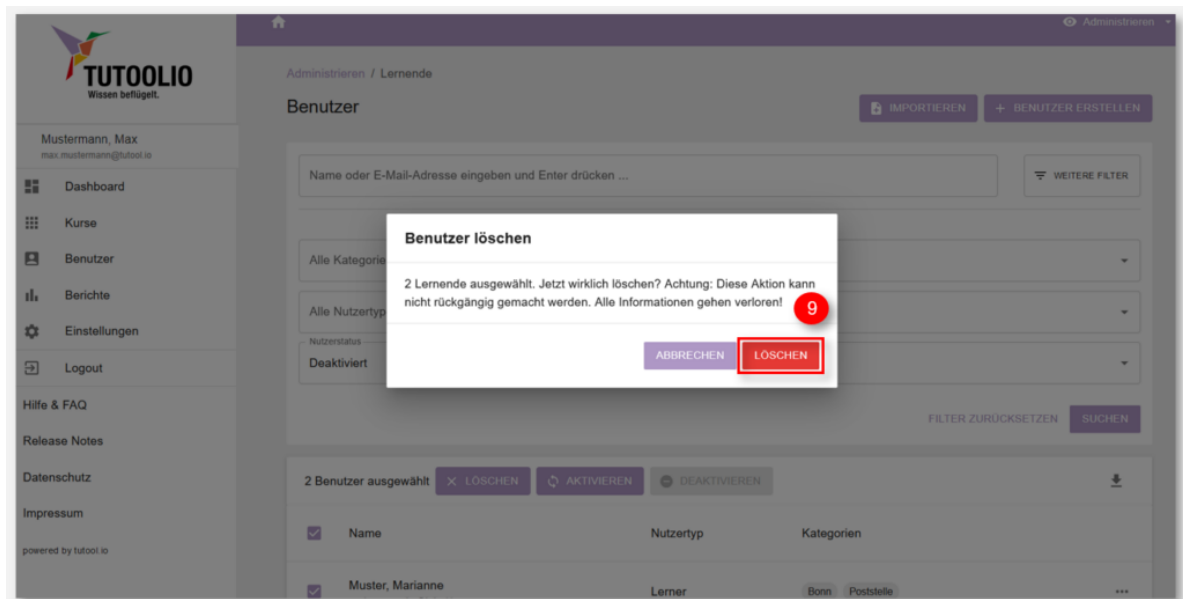 Administrieren
TUTOOLIO
Wissen beflügelt.
Administrieren / Lernende
Benutzer
IMPORTIEREN
+ BENUTZER ERSTELLEN
Mustermann, Max
max.mustermann@tutool.io
Dashboard
Kurse
Benutzer
Berichte
Einstellungen
Logout
Hilfe & FAQ
Release Notes
Datenschutz
Impressum
powered by tutool.io
Name oder E-Mail-Adresse eingeben und Enter drücken ...
WEITERE FILTER
Alle Kategorie
Alle Nutzertyp
Nutzerstatus
Deaktiviert
Benutzer löschen
2 Lernende ausgewählt. Jetzt wirklich löschen? Achtung: Diese Aktion kann
nicht rückgängig gemacht werden. Alle Informationen gehen verloren!
9
ABBRECHEN
LÖSCHEN
FILTER ZURÜCKSETZEN
SUCHEN
2 Benutzer ausgewählt
LÖSCHEN
AKTIVIEREN
DEAKTIVIEREN
Name
Nutzertyp
Kategorien
Muster, Marianne
Lerner
Bonn
Poststelle